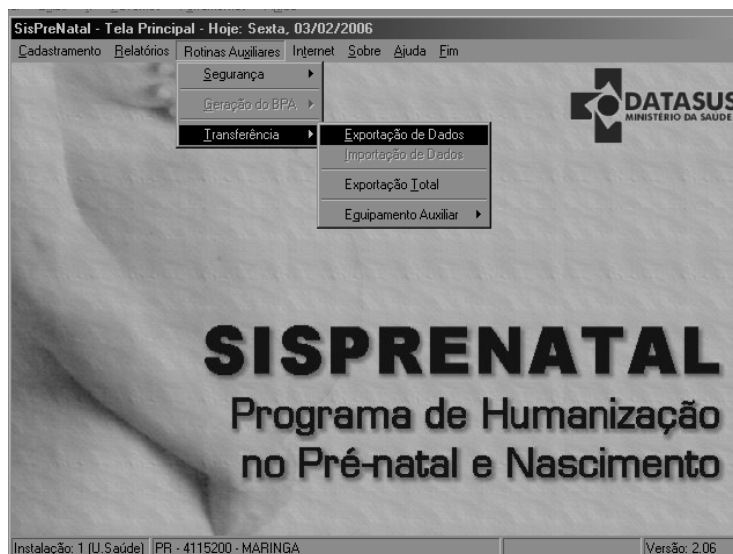 SisPreNatal - Tela Principal - Hoje: Sexta, 03/02/2006
Cadastramento Relatórios Rotinas Auxiliares Internet Sobre Ajuda Fim
Segurança
Geração do BPA
Transferência
Exportação de Dados
Importação de Dados
Exportação Total
Equipamento Auxiliar
DATASUS
MINISTÉRIO DA SAÚDE
SISPRENATAL
Programa de Humanização
no Pré-natal e Nascimento
Instalação: 1 (U.Saúde) PR - 4115200 - MARINGA Versão: 2.06